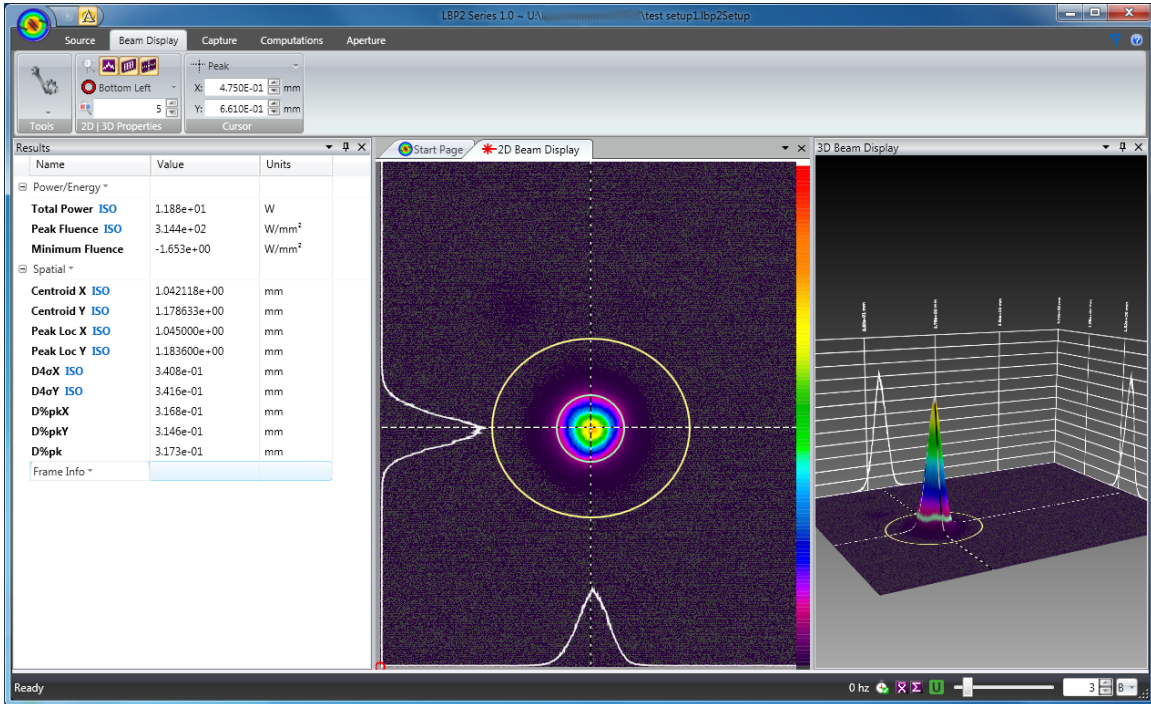 LBP2 Series 1.0 ~ U:\ \test setup1.lbp2Setup
Source Beam Display Capture Computations Aperture
Peak
Bottom Left X: 4.750E-01 mm
5 Y: 6.610E-01 mm
Tools 2D | 3D Properties Cursor
Results Start Page 2D Beam Display 3D Beam Display
Name Value Units
Power/Energy
Total Power ISO 1.188e+01 W
Peak Fluence ISO 3.144e+02 W/mm²
Minimum Fluence -1.653e+00 W/mm²
Spatial
Centroid X ISO 1.042118e+00 mm
Centroid Y ISO 1.178633e+00 mm
Peak Loc X ISO 1.045000e+00 mm
Peak Loc Y ISO 1.183600e+00 mm
D4σX ISO 3.408e-01 mm
D4σY ISO 3.416e-01 mm
D%pkX 3.168e-01 mm
D%pkY 3.146e-01 mm
D%pk 3.173e-01 mm
Frame Info
Ready 0 hz X Σ U 3 B